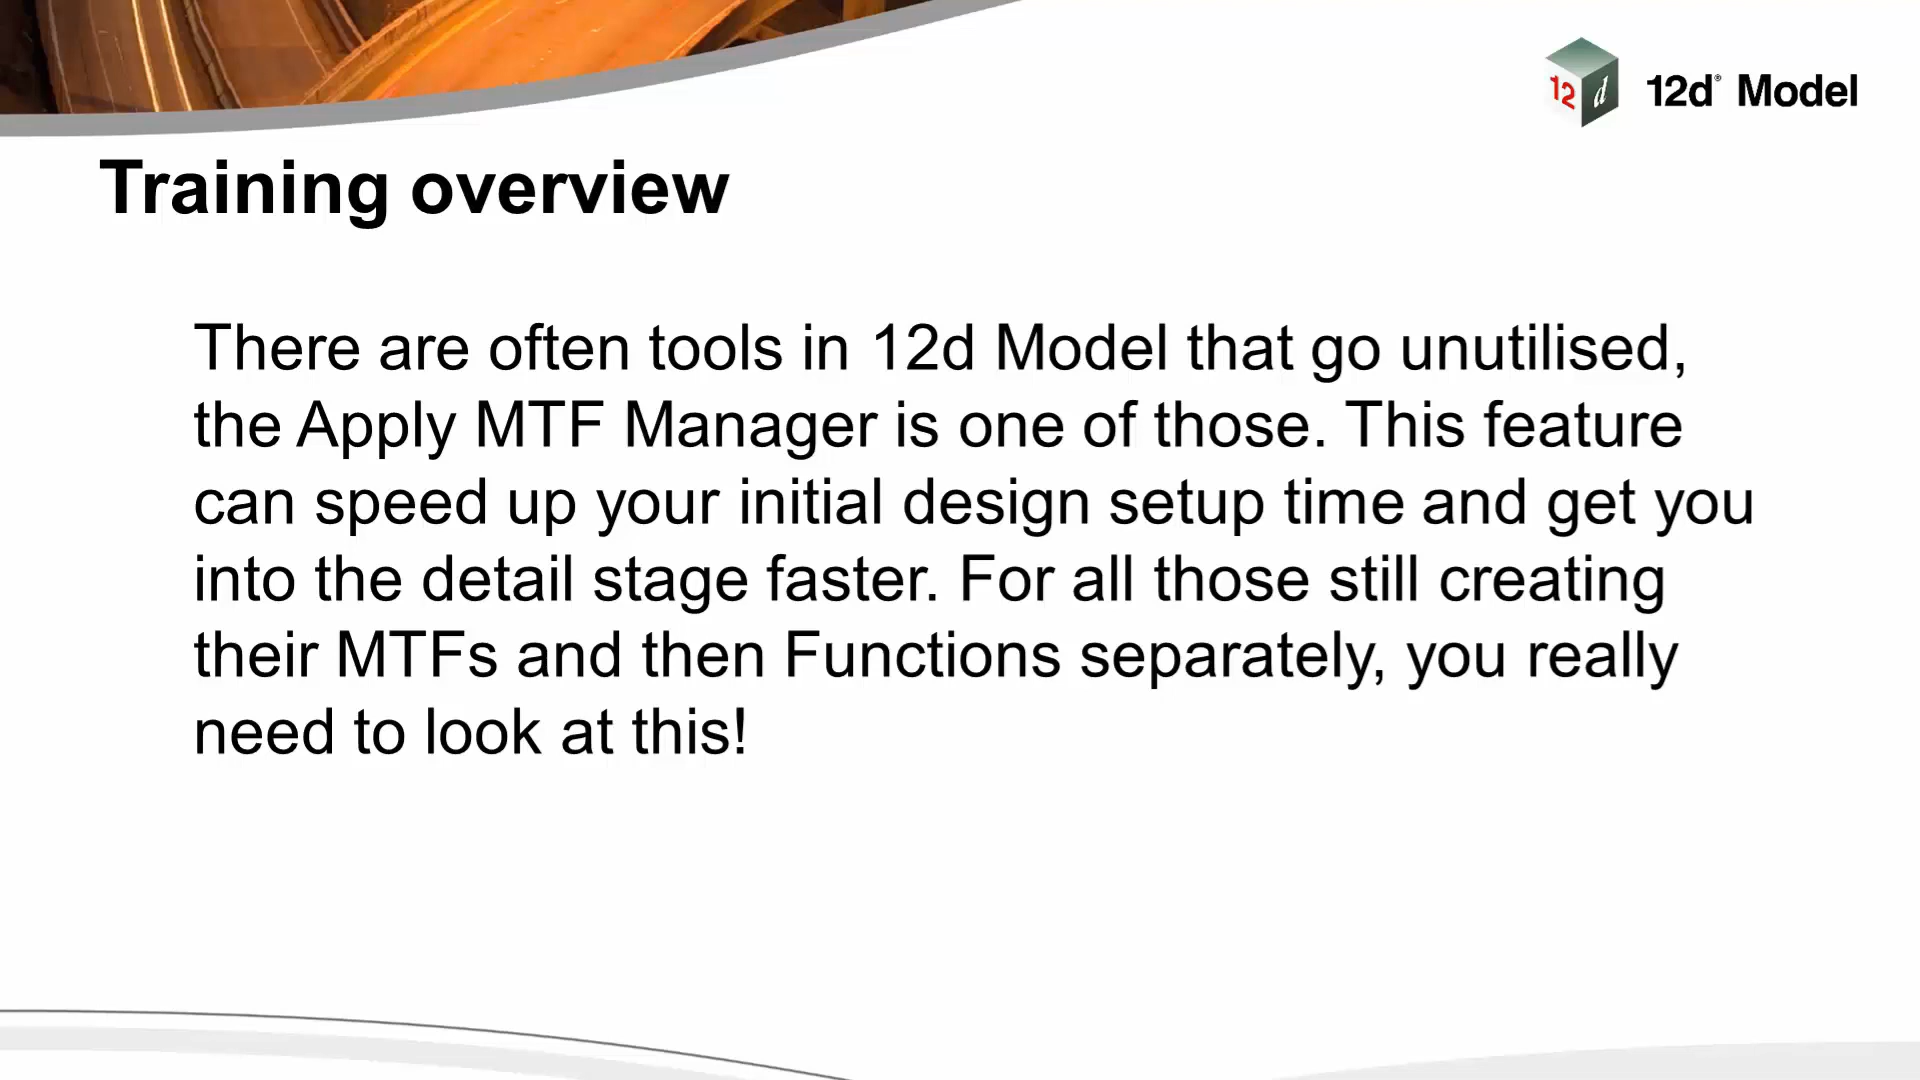 12d 12d® Model
Training overview
There are often tools in 12d Model that go unutilised,
the Apply MTF Manager is one of those. This feature
can speed up your initial design setup time and get you
into the detail stage faster. For all those still creating
their MTFs and then Functions separately, you really
need to look at this!